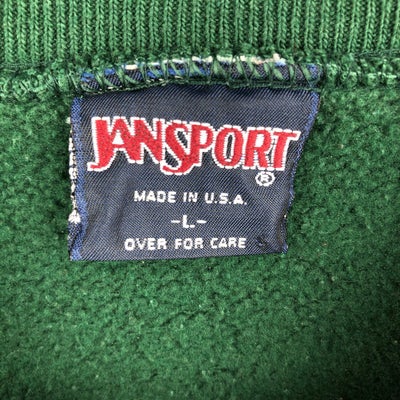 JANSPORT®
MADE IN U.S.A.
-L-
OVER FOR CARE